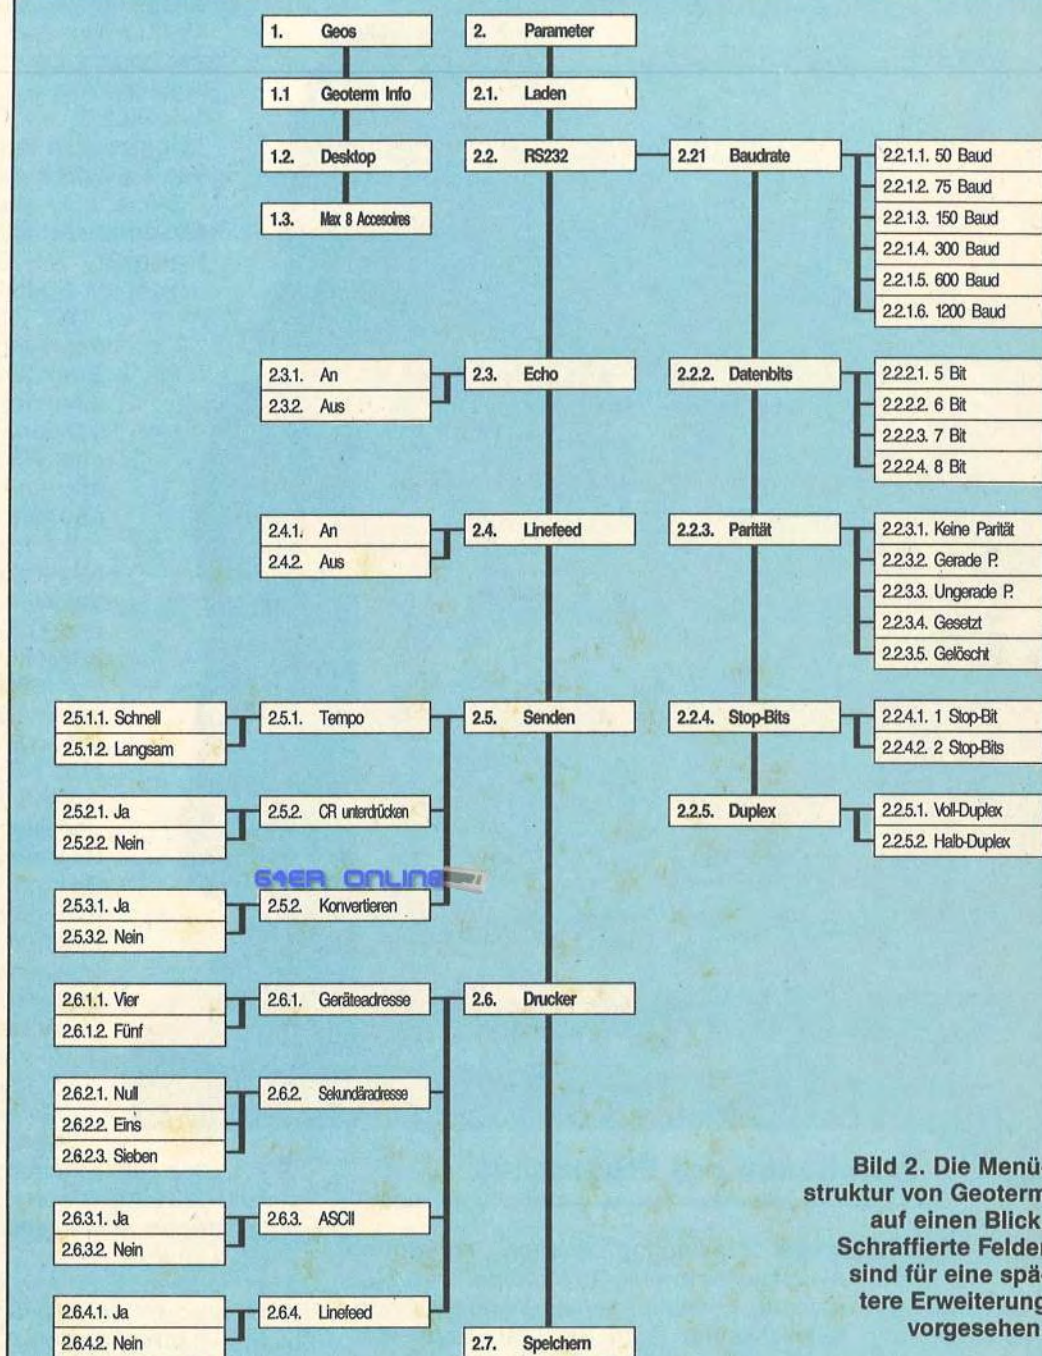 1. Geos
1.1 Geoterm Info
1.2. Desktop
1.3. Max 8 Accesoires
2. Parameter
2.1. Laden
2.2. RS232
2.21 Baudrate
2.2.1.1. 50 Baud
2.2.1.2. 75 Baud
2.2.1.3. 150 Baud
2.2.1.4. 300 Baud
2.2.1.5. 600 Baud
2.2.1.6. 1200 Baud
2.3.1. An
2.3.2. Aus
2.3. Echo
2.2.2. Datenbits
2.2.2.1. 5 Bit
2.2.2.2. 6 Bit
2.2.2.3. 7 Bit
2.2.2.4. 8 Bit
2.4.1. An
2.4.2. Aus
2.4. Linefeed
2.2.3. Parität
2.2.3.1. Keine Parität
2.2.3.2. Gerade P.
2.2.3.3. Ungerade P.
2.2.3.4. Gesetzt
2.2.3.5. Gelöscht
2.5.1.1. Schnell
2.5.1.2. Langsam
2.5.1. Tempo
2.5. Senden
2.2.4. Stop-Bits
2.2.4.1. 1 Stop-Bit
2.2.4.2. 2 Stop-Bits
2.5.2.1. Ja
2.5.2.2. Nein
2.5.2. CR unterdrücken
2.2.5. Duplex
2.2.5.1. Voll-Duplex
2.2.5.2. Halb-Duplex
64ER ONLINE
2.5.3.1. Ja
2.5.3.2. Nein
2.5.2. Konvertieren
2.6.1.1. Vier
2.6.1.2. Fünf
2.6.1. Geräteadresse
2.6. Drucker
2.6.2.1. Null
2.6.2.2. Eins
2.6.2.3. Sieben
2.6.2. Sekundäradresse
2.6.3.1. Ja
2.6.3.2. Nein
2.6.3. ASCII
2.6.4.1. Ja
2.6.4.2. Nein
2.6.4. Linefeed
2.7. Speichern
Bild 2. Die Menü-
struktur von Geoterm
auf einen Blick
Schraffierte Felder
sind für eine spä-
tere Erweiterung
vorgesehen